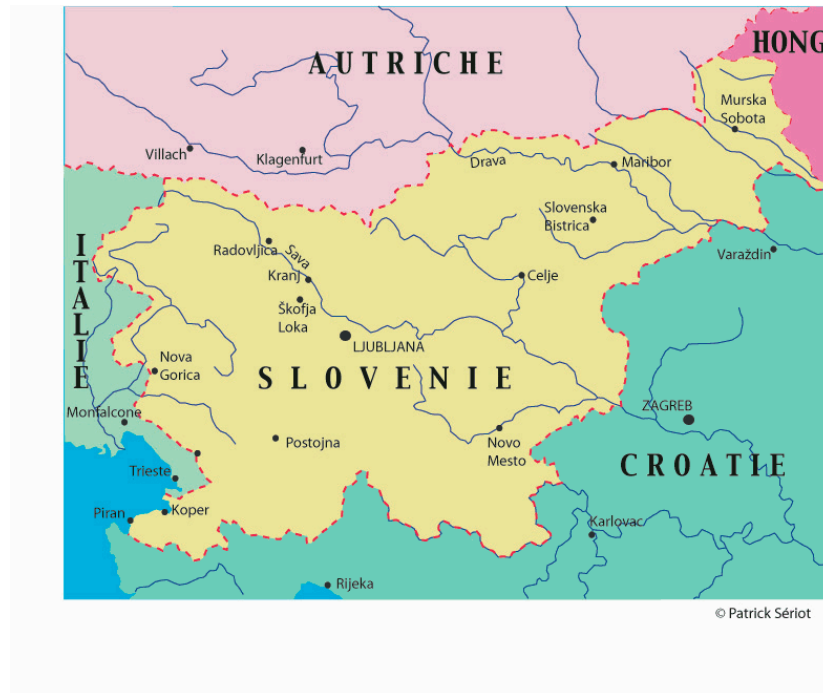 HONG
AUTRICHE
Murska
Sobota
Villach
Klagenfurt
Drava
Maribor
Slovenska
Bistrica
ITALIE
Radovljica
Sava
Kranj
Celje
Varaždin
Škofja
Loka
LJUBLJANA
Nova
Gorica
SLOVENIE
Monfalcone
ZAGREB
Postojna
Novo
Mesto
Trieste
CROATIE
Piran
Koper
Karlovac
Rijeka
© Patrick Sériot